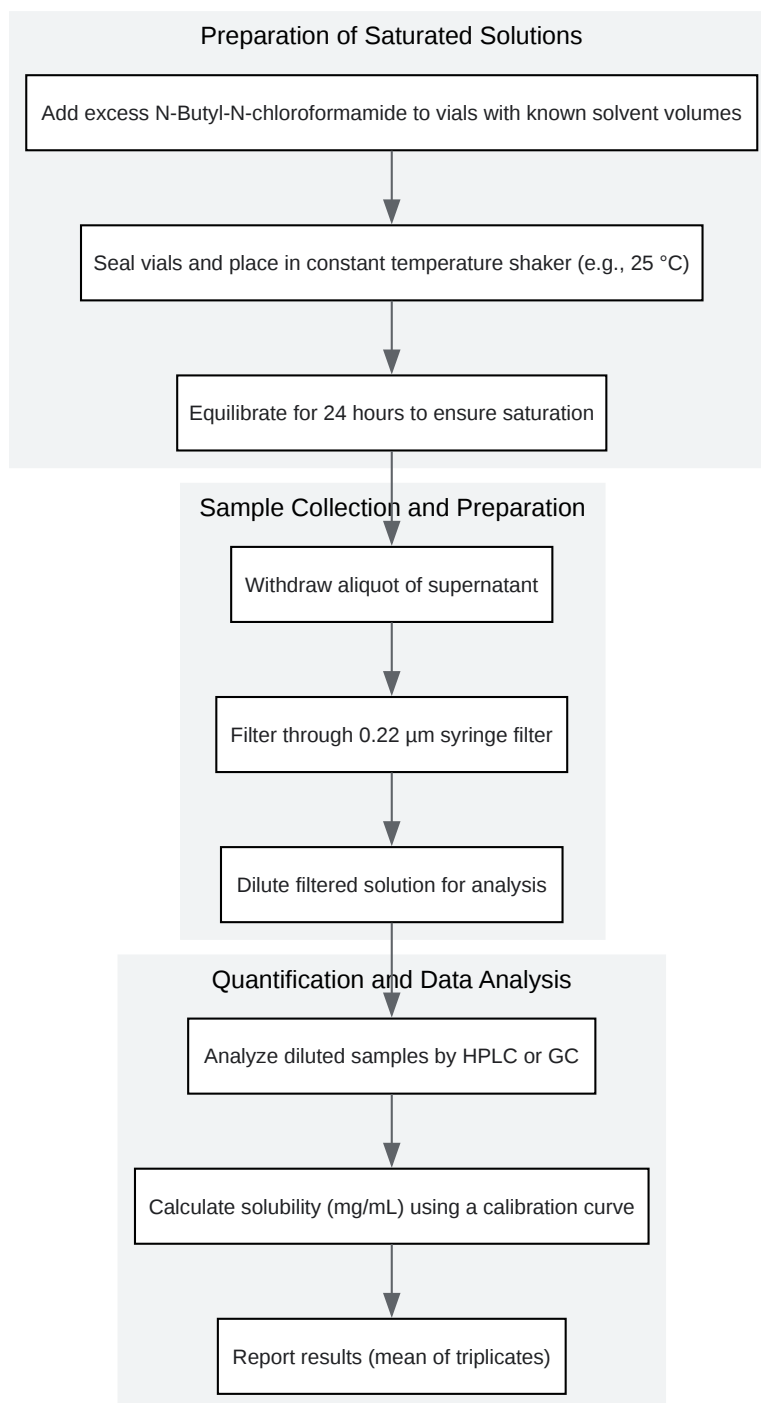 Preparation of Saturated Solutions
Add excess N-Butyl-N-chloroformamide to vials with known solvent volumes
Seal vials and place in constant temperature shaker (e.g., 25 °C)
Equilibrate for 24 hours to ensure saturation
Sample Collection and Preparation
Withdraw aliquot of supernatant
Filter through 0.22 µm syringe filter
Dilute filtered solution for analysis
Quantification and Data Analysis
Analyze diluted samples by HPLC or GC
Calculate solubility (mg/mL) using a calibration curve
Report results (mean of triplicates)